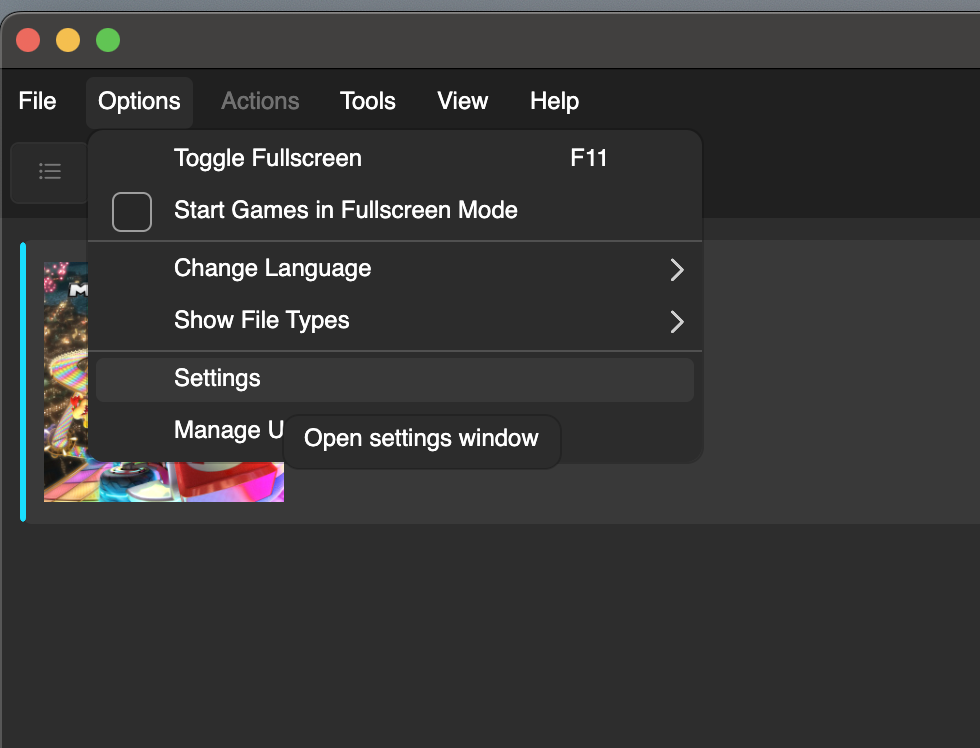 File Options Actions Tools View Help
Toggle Fullscreen F11
Start Games in Fullscreen Mode
Change Language
Show File Types
Settings
Manage U
Open settings window
M